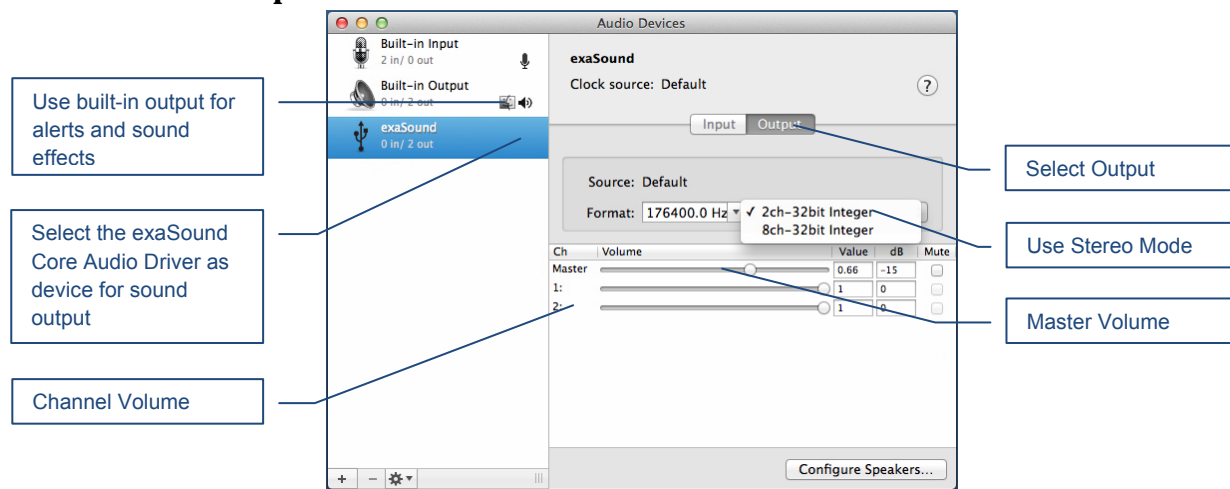 Audio Devices
Built-in Input
2 in/ 0 out
Built-in Output
0 in/ 2 out
exaSound
0 in/ 2 out
exaSound
Clock source: Default
?
Input Output
Source: Default
Format: 176400.0 Hz
✓ 2ch-32bit Integer
8ch-32bit Integer
Ch Volume Value dB Mute
Master 0.66 -15
1: 1 0
2: 1 0
Configure Speakers...
Use built-in output for
alerts and sound
effects
Select the exaSound
Core Audio Driver as
device for sound
output
Channel Volume
Select Output
Use Stereo Mode
Master Volume